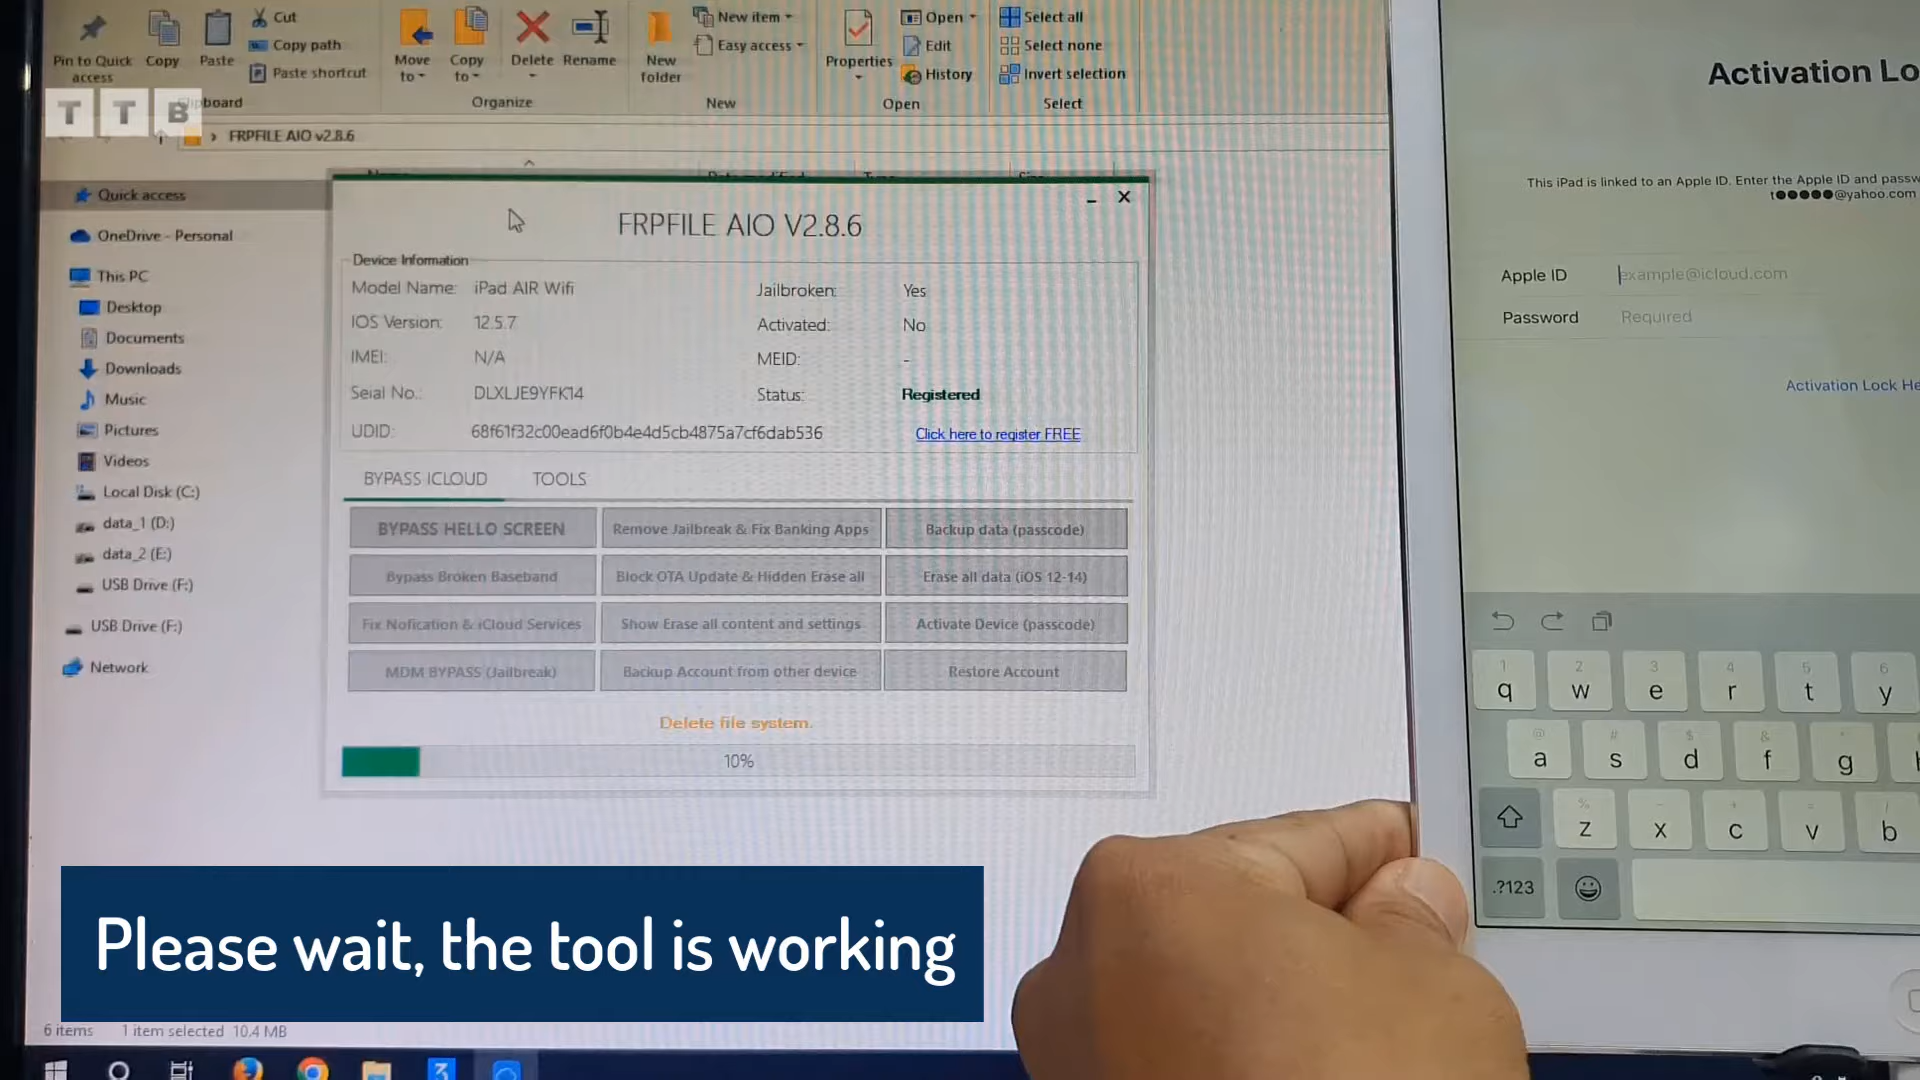 Pin to Quick access
Copy
Paste
Cut
Copy path
Paste shortcut
Move to
Copy to
Delete
Rename
New folder
New item
Easy access
Properties
Open
Edit
History
Select all
Select none
Invert selection
Organize
New
Open
Select
T T B
FRPFILE AIO v2.8.6
Quick access
OneDrive - Personal
This PC
Desktop
Documents
Downloads
Music
Pictures
Videos
Local Disk (C:)
data_1 (D:)
data_2 (E:)
USB Drive (F:)
USB Drive (F:)
Network
FRPFILE AIO V2.8.6
Device Information
Model Name: iPad AIR Wifi
IOS Version: 12.5.7
IMEI: N/A
Serial No.: DLXLJE9YFK14
UDID: 68f61f32c00ead6f0b4e4d5cb4875a7cf6dab536
Jailbroken: Yes
Activated: No
MEID: -
Status: Registered
Click here to register FREE
BYPASS ICLOUD TOOLS
BYPASS HELLO SCREEN
Remove Jailbreak & Fix Banking Apps
Backup data (passcode)
Bypass Broken Baseband
Block OTA Update & Hidden Erase all
Erase all data (iOS 12-14)
Fix Nofication & iCloud Services
Show Erase all content and settings
Activate Device (passcode)
MDM BYPASS (Jailbreak)
Backup Account from other device
Restore Account
Delete file system.
10%
Please wait, the tool is working
6 items 1 item selected 10.4 MB
Activation Lo
This iPad is linked to an Apple ID. Enter the Apple ID and passw
t●●●●●@yahoo.com
Apple ID example@icloud.com
Password Required
Activation Lock He
1 2 3 4 5 6
q w e r t y
@ # $ &
a s d f g
z x c v b
.?123